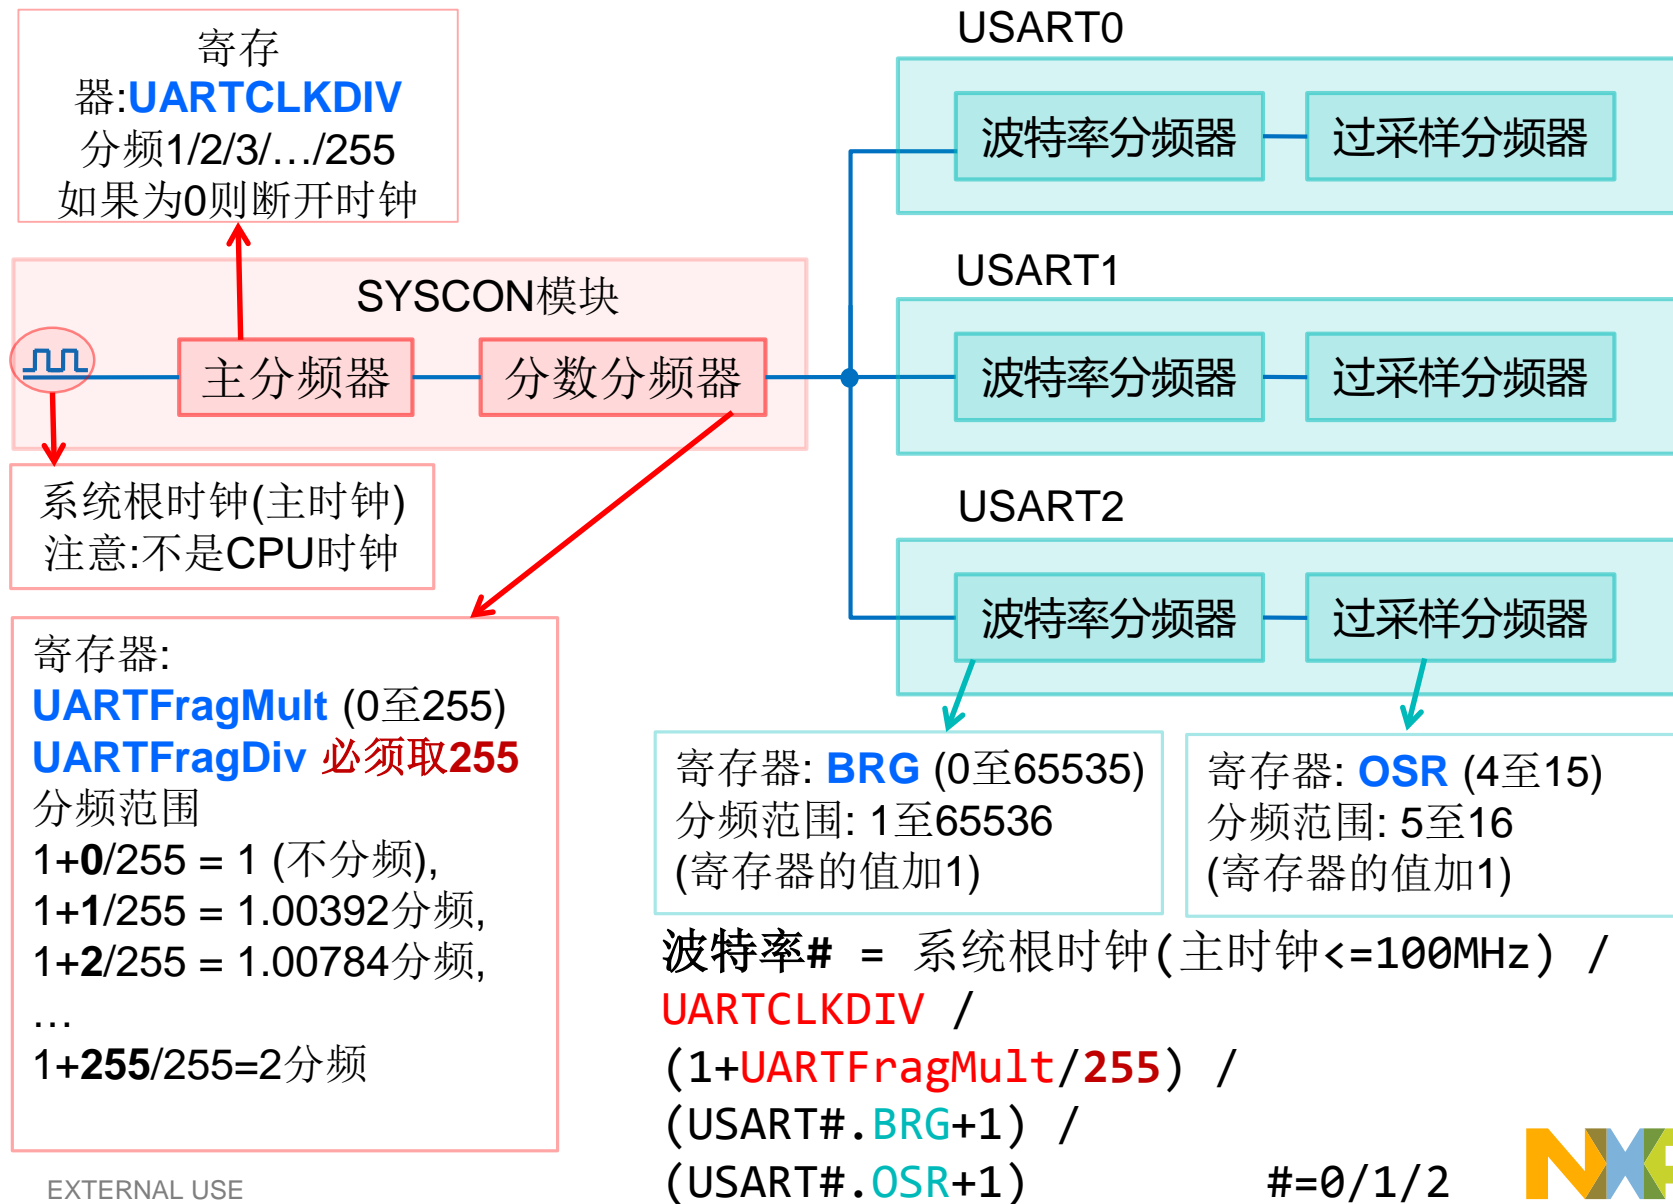 寄存
器:UARTCLKDIV
分频1/2/3/…/255
如果为0则断开时钟
SYSCON模块
主分频器
分数分频器
系统根时钟(主时钟)
注意:不是CPU时钟
寄存器:
UARTFragMult (0至255)
UARTFragDiv 必须取255
分频范围
1+0/255 = 1 (不分频),
1+1/255 = 1.00392分频,
1+2/255 = 1.00784分频,
…
1+255/255=2分频
USART0
波特率分频器
过采样分频器
USART1
波特率分频器
过采样分频器
USART2
波特率分频器
过采样分频器
寄存器: BRG (0至65535)
分频范围: 1至65536
(寄存器的值加1)
寄存器: OSR (4至15)
分频范围: 5至16
(寄存器的值加1)
波特率# = 系统根时钟(主时钟<=100MHz) /
UARTCLKDIV /
(1+UARTFragMult/255) /
(USART#.BRG+1) /
(USART#.OSR+1) #=0/1/2
EXTERNAL USE
NXP